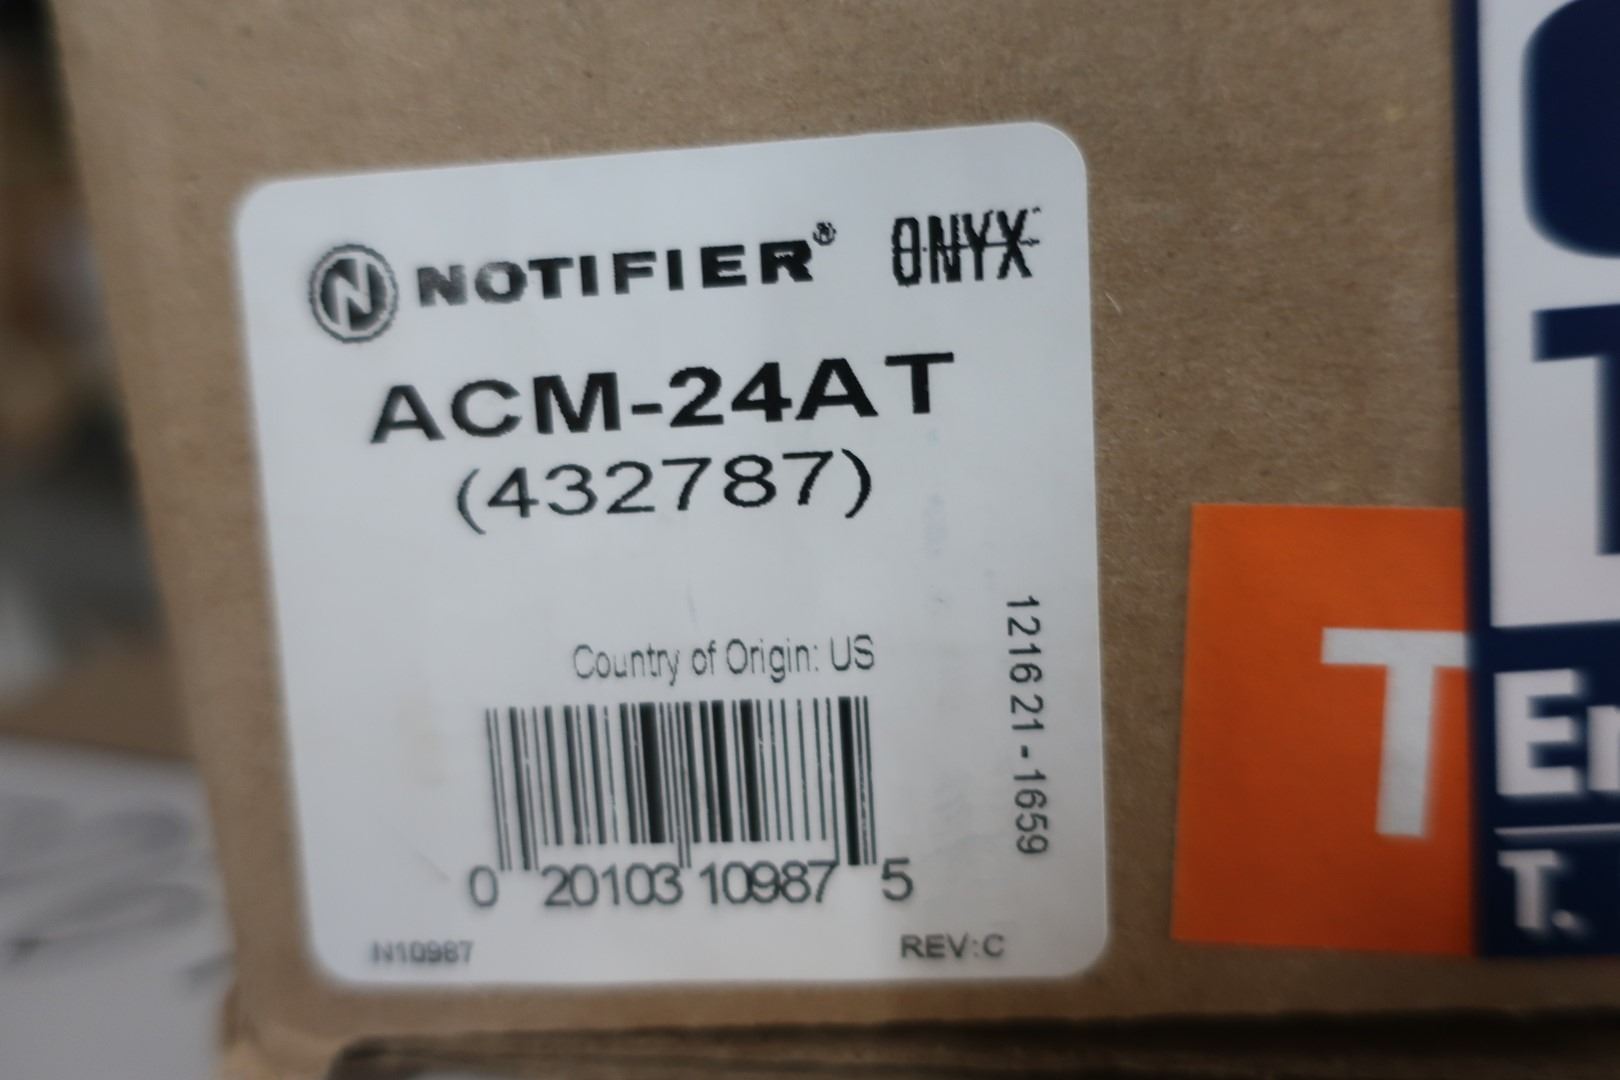 NOTIFIER® ONYX
ACM-24AT
(432787)
Country of Origin: US
121621-1659
0 20103 10987 5
N10987
REV:C
T
T.